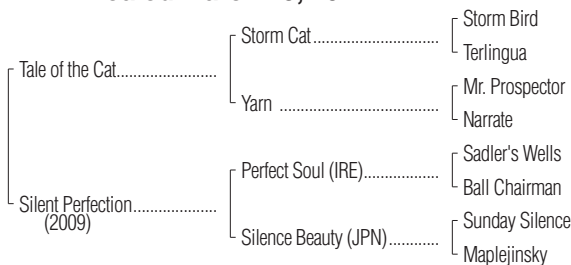 Storm Bird
Storm Cat
Terlingua
Tale of the Cat
Mr. Prospector
Yarn
Narrate
Sadler's Wells
Perfect Soul (IRE)
Ball Chairman
Silent Perfection
(2009)
Sunday Silence
Silence Beauty (JPN)
Maplejinsky